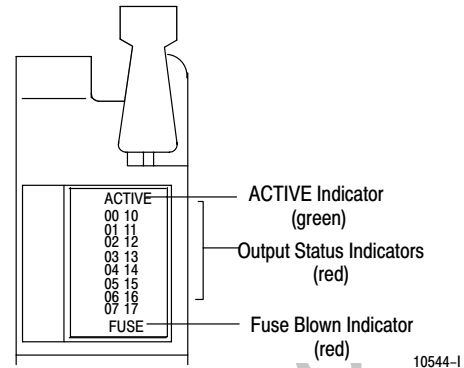 ACTIVE
00 10
01 11
02 12
03 13
04 14
05 15
06 16
07 17
FUSE
ACTIVE Indicator
(green)
Output Status Indicators
(red)
Fuse Blown Indicator
(red)
10544-I